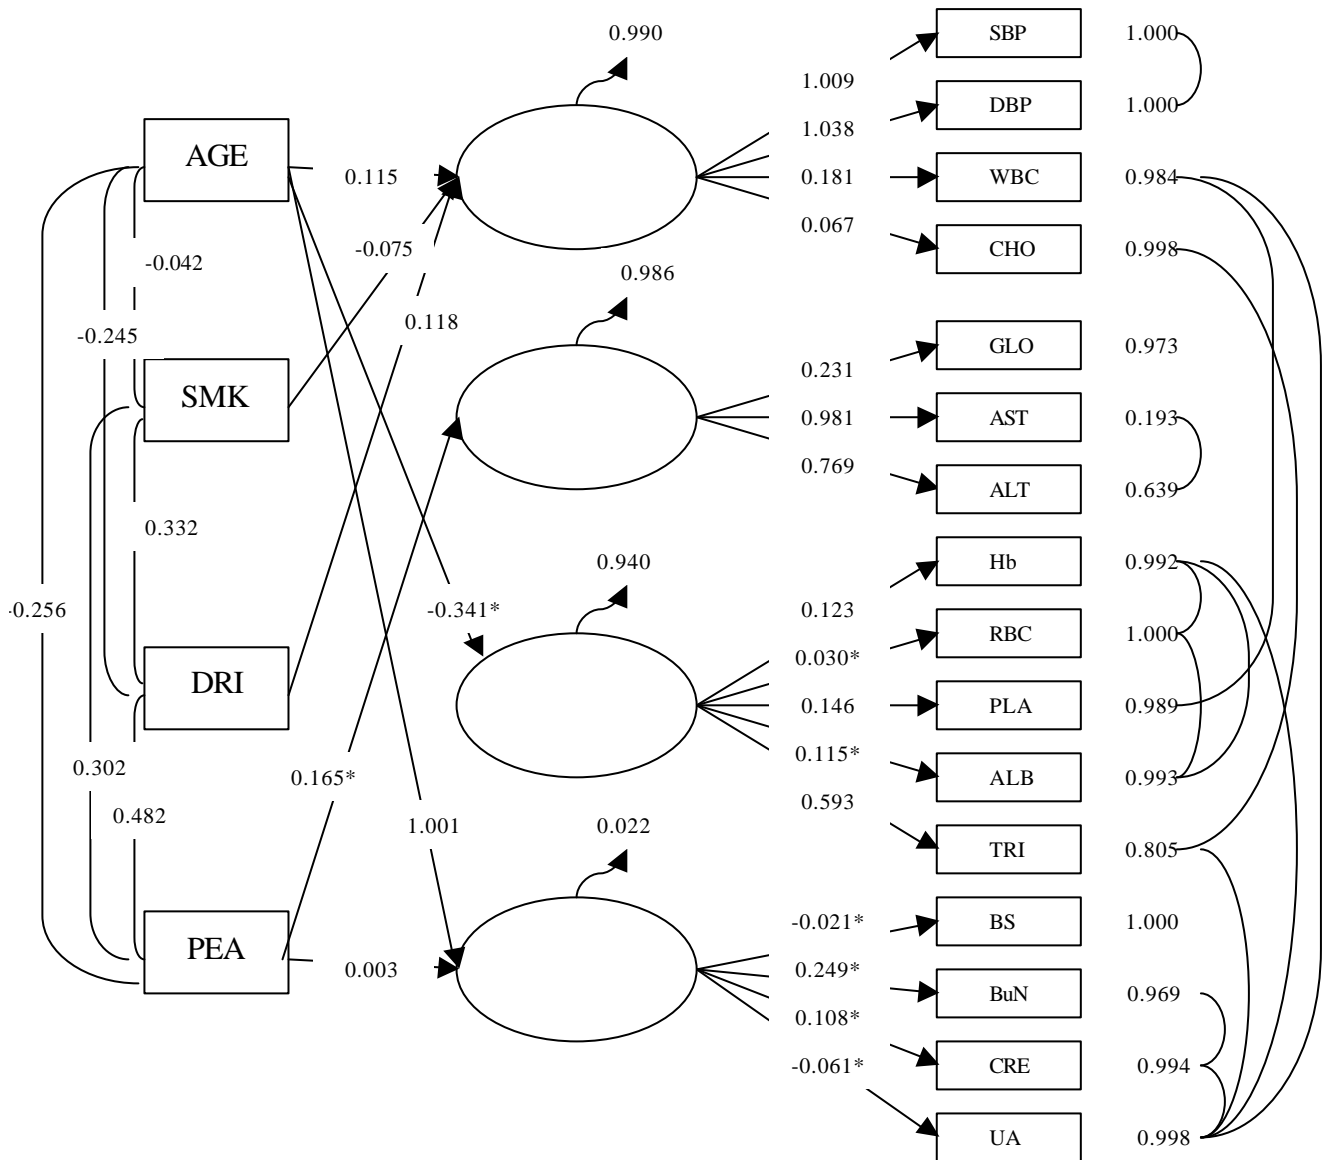 0.990
SBP 1.000
1.009
DBP 1.000
1.038
AGE 0.115 0.181 WBC 0.984
0.067
-0.075 CHO 0.998
-0.042
0.986
0.118
-0.245
GLO 0.973
0.231
SMK 0.981 AST 0.193
0.769
ALT 0.639
0.332
0.940 Hb 0.992
-0.256 -0.341* 0.123
RBC 1.000
0.030*
DRI 0.146 PLA 0.989
0.115*
0.302 0.165* ALB 0.993
0.593
0.482 1.001 0.022
TRI 0.805
-0.021* BS 1.000
PEA 0.003 0.249*
BuN 0.969
0.108*
-0.061* CRE 0.994
UA 0.998